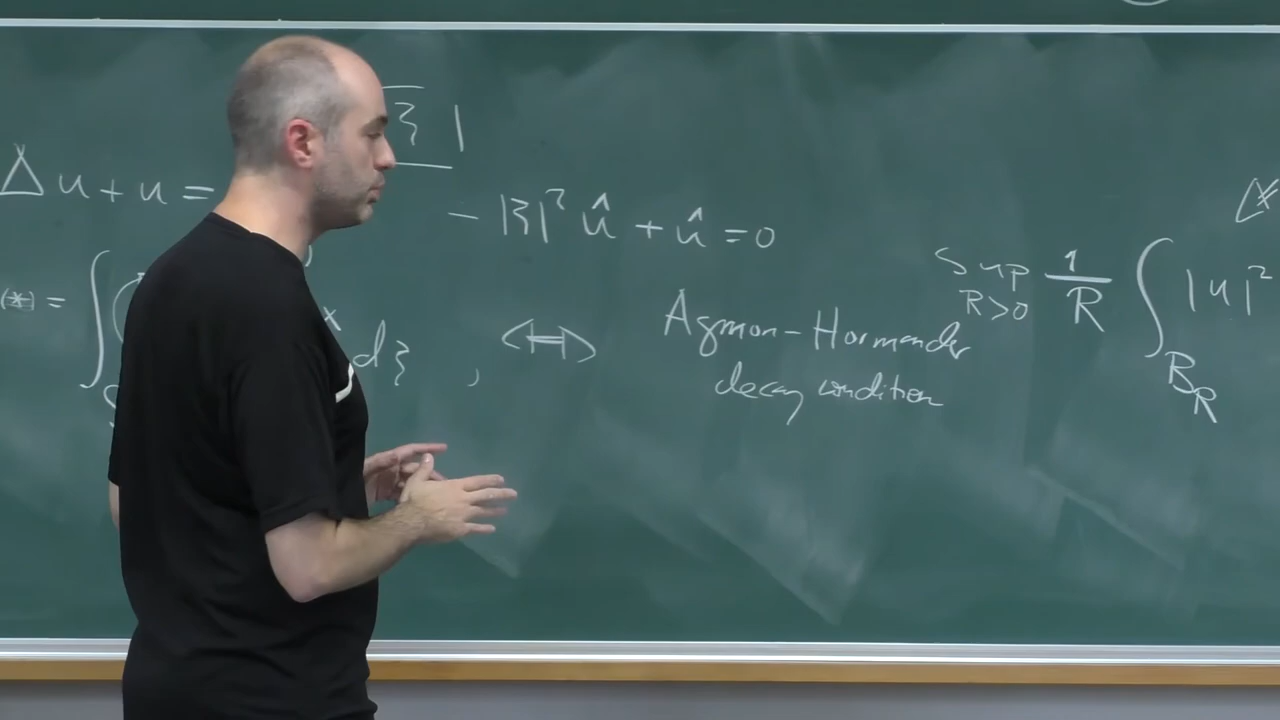 ξ |
Δu + u =
- |ξ|² û + û = 0
(*) = ∫ x dξ ,
⟺
Agmon-Hormander
decay condition
sup R>0 1/R ∫ B_R |u|²